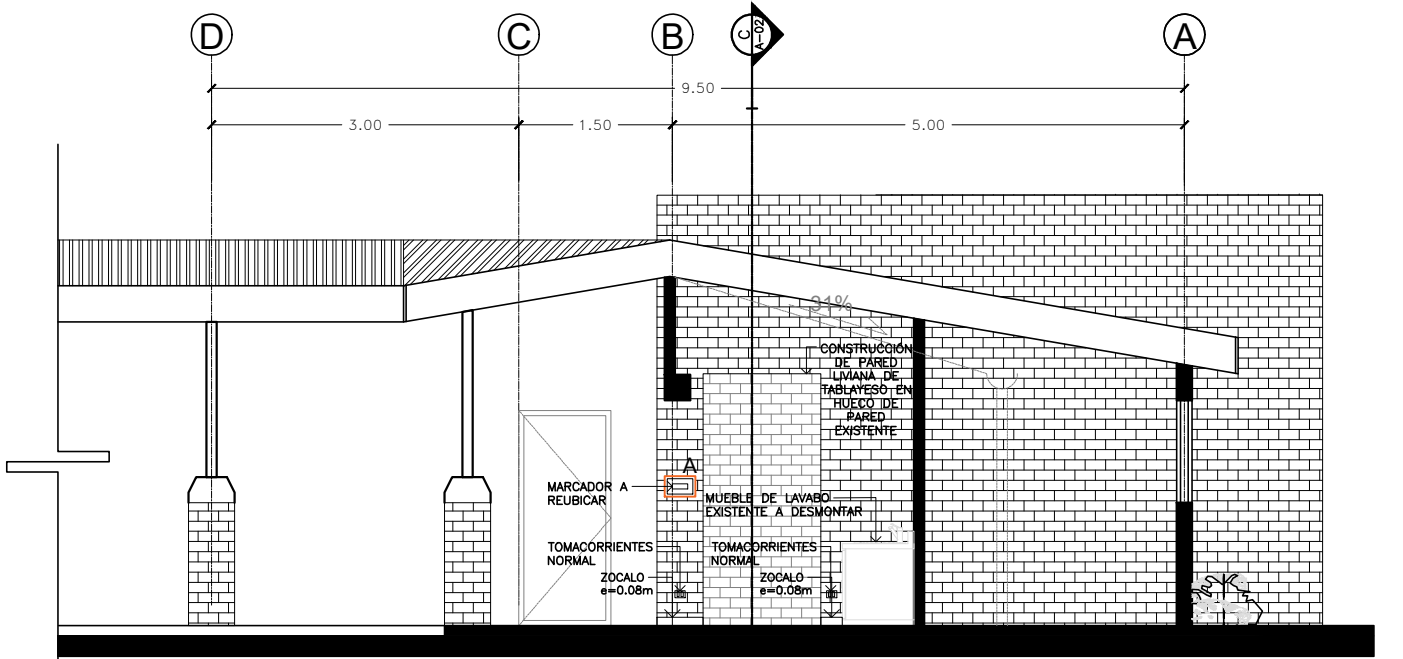 D
C
B
C
A-02
A
9.50
3.00
1.50
5.00
31%
CONSTRUCCIÓN
DE PARED
LIVIANA DE
TABLAYESO EN
HUECO DE
PARED
EXISTENTE
A
MARCADOR A
REUBICAR
MUEBLE DE LAVABO
EXISTENTE A DESMONTAR
TOMACORRIENTES
NORMAL
TOMACORRIENTES
NORMAL
ZOCALO
e=0.08m
ZOCALO
e=0.08m